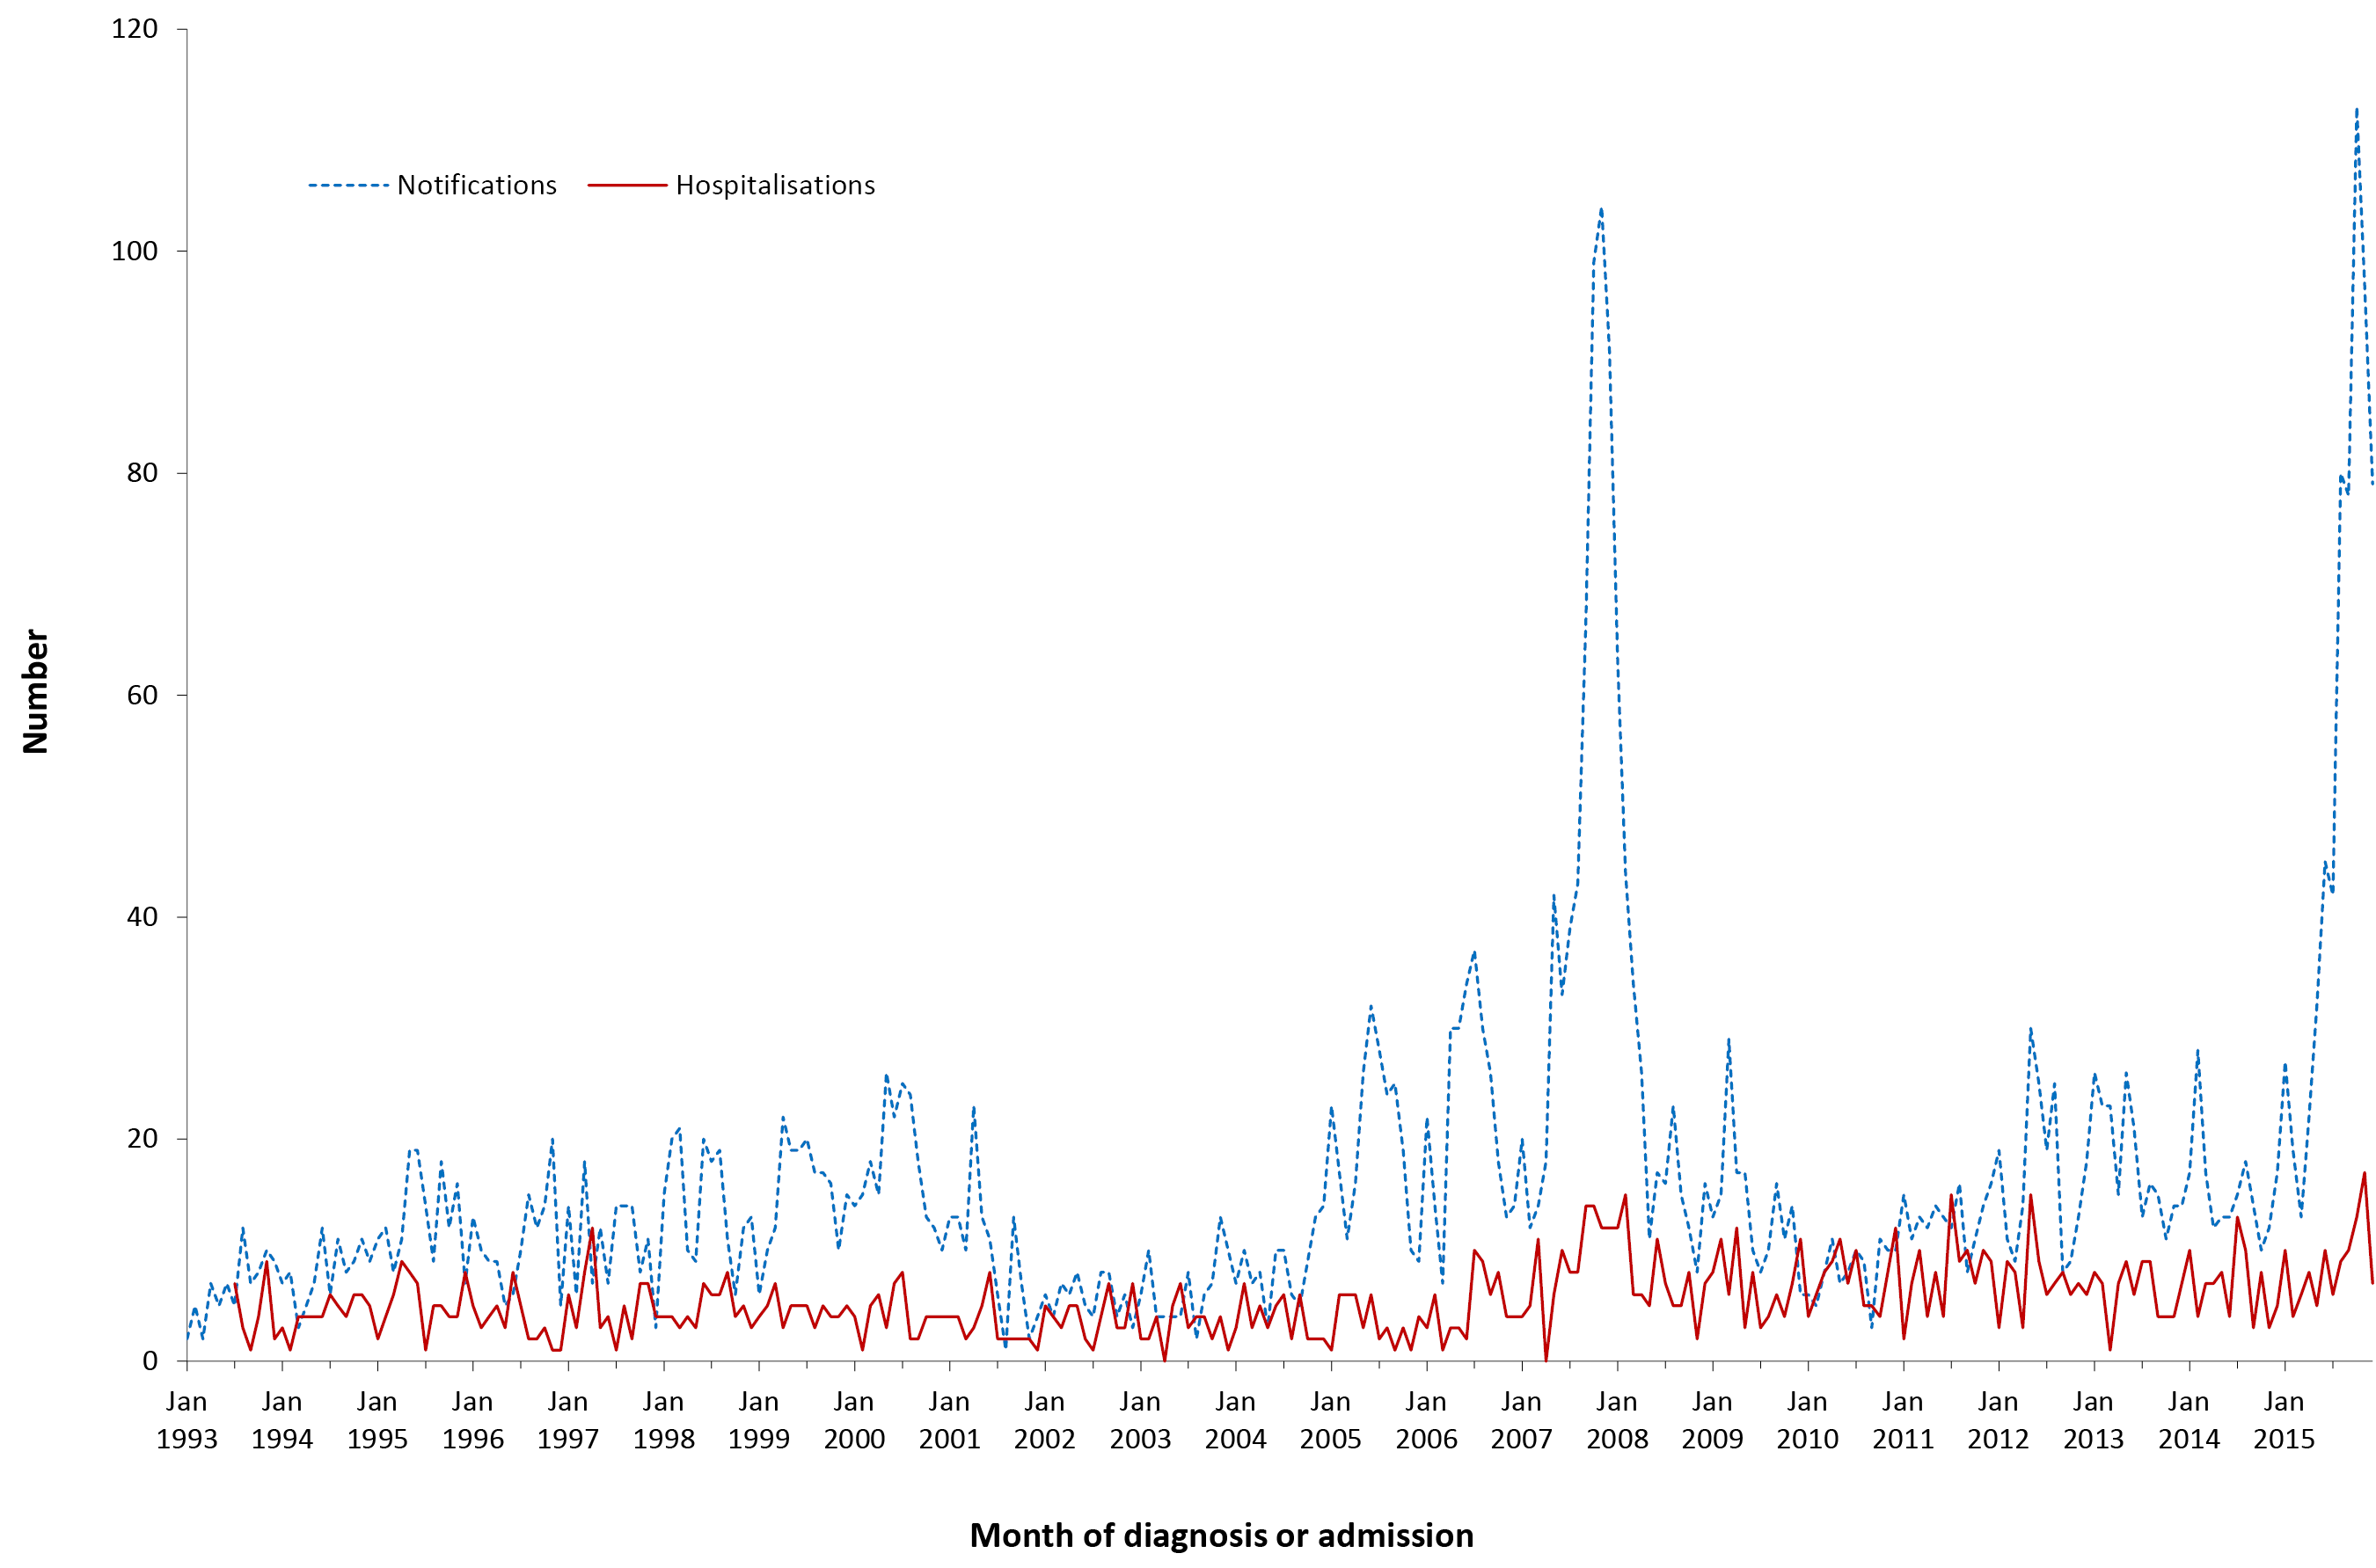 120
100
80
60
40
20
0
Number
Notifications
Hospitalisations
Jan 1993
Jan 1994
Jan 1995
Jan 1996
Jan 1997
Jan 1998
Jan 1999
Jan 2000
Jan 2001
Jan 2002
Jan 2003
Jan 2004
Jan 2005
Jan 2006
Jan 2007
Jan 2008
Jan 2009
Jan 2010
Jan 2011
Jan 2012
Jan 2013
Jan 2014
Jan 2015
Month of diagnosis or admission